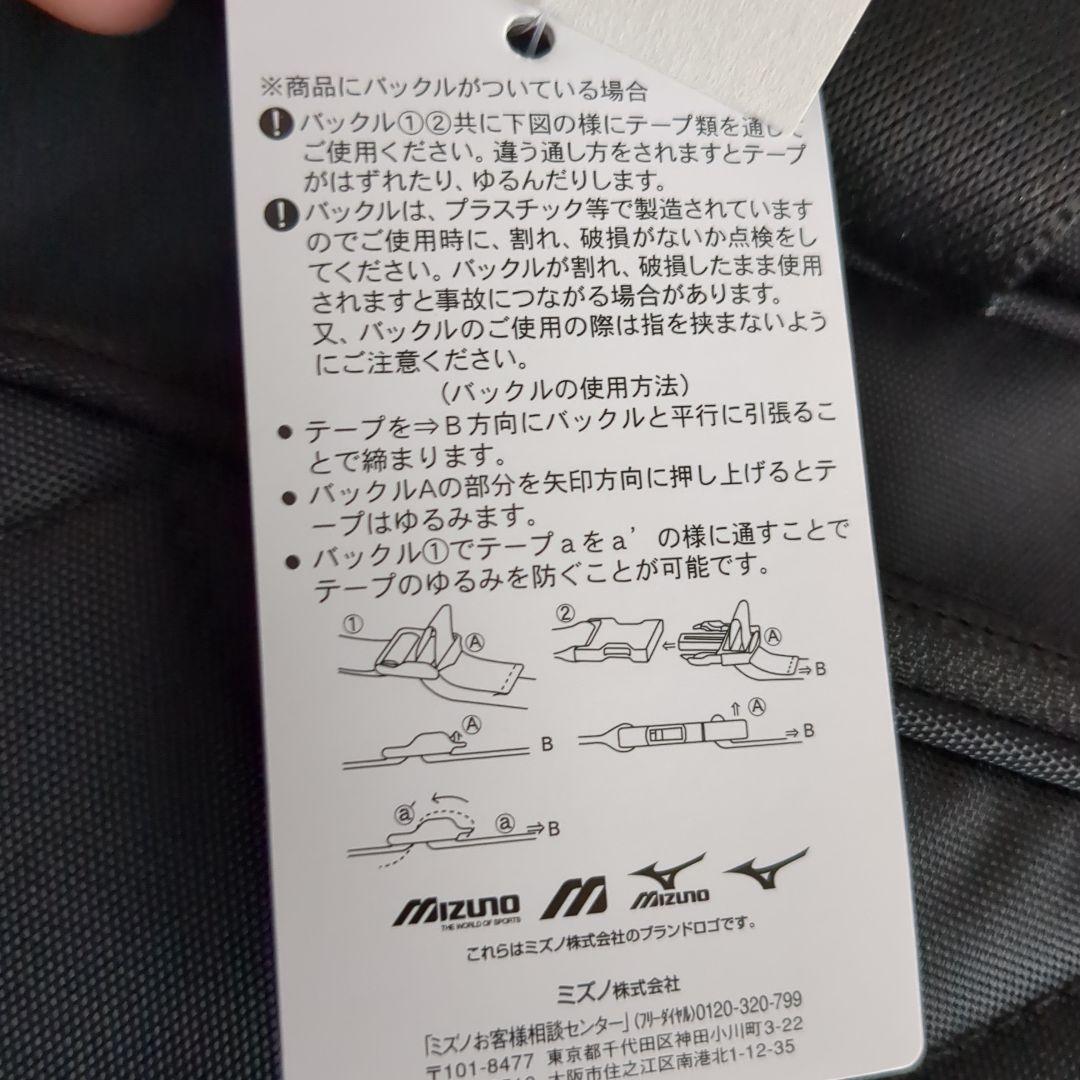 ※商品にバックルがついている場合
バックル①②共に下図の様にテープ類を通して
ご使用ください。違う通し方をされますとテープ
がはずれたり、ゆるんだりします。
バックルは、プラスチック等で製造されています
のでご使用時に、割れ、破損がないか点検をし
てください。バックルが割れ、破損したまま使用
されますと事故につながる場合があります。
又、バックルのご使用の際は指を挟まないよう
にご注意ください。
(バックルの使用方法)
● テープを⇒B方向にバックルと平行に引張るこ
とで締まります。
● バックルAの部分を矢印方向に押し上げるとテ
ープはゆるみます。
● バックル①でテープaをa'の様に通すことで
テープのゆるみを防ぐことが可能です。
① Ⓐ ② Ⓐ ⇒B
Ⓐ B ⇑Ⓐ ⇒B
ⓐ' ⓐ ⇒B
MIZUNO
THE WORLD OF SPORTS
M
MIZUNO
これらはミズノ株式会社のブランドロゴです。
ミズノ株式会社
「ミズノお客様相談センター」(フリーダイヤル)0120-320-799
〒101-8477 東京都千代田区神田小川町3-22
大阪市住之江区南港北1-12-35